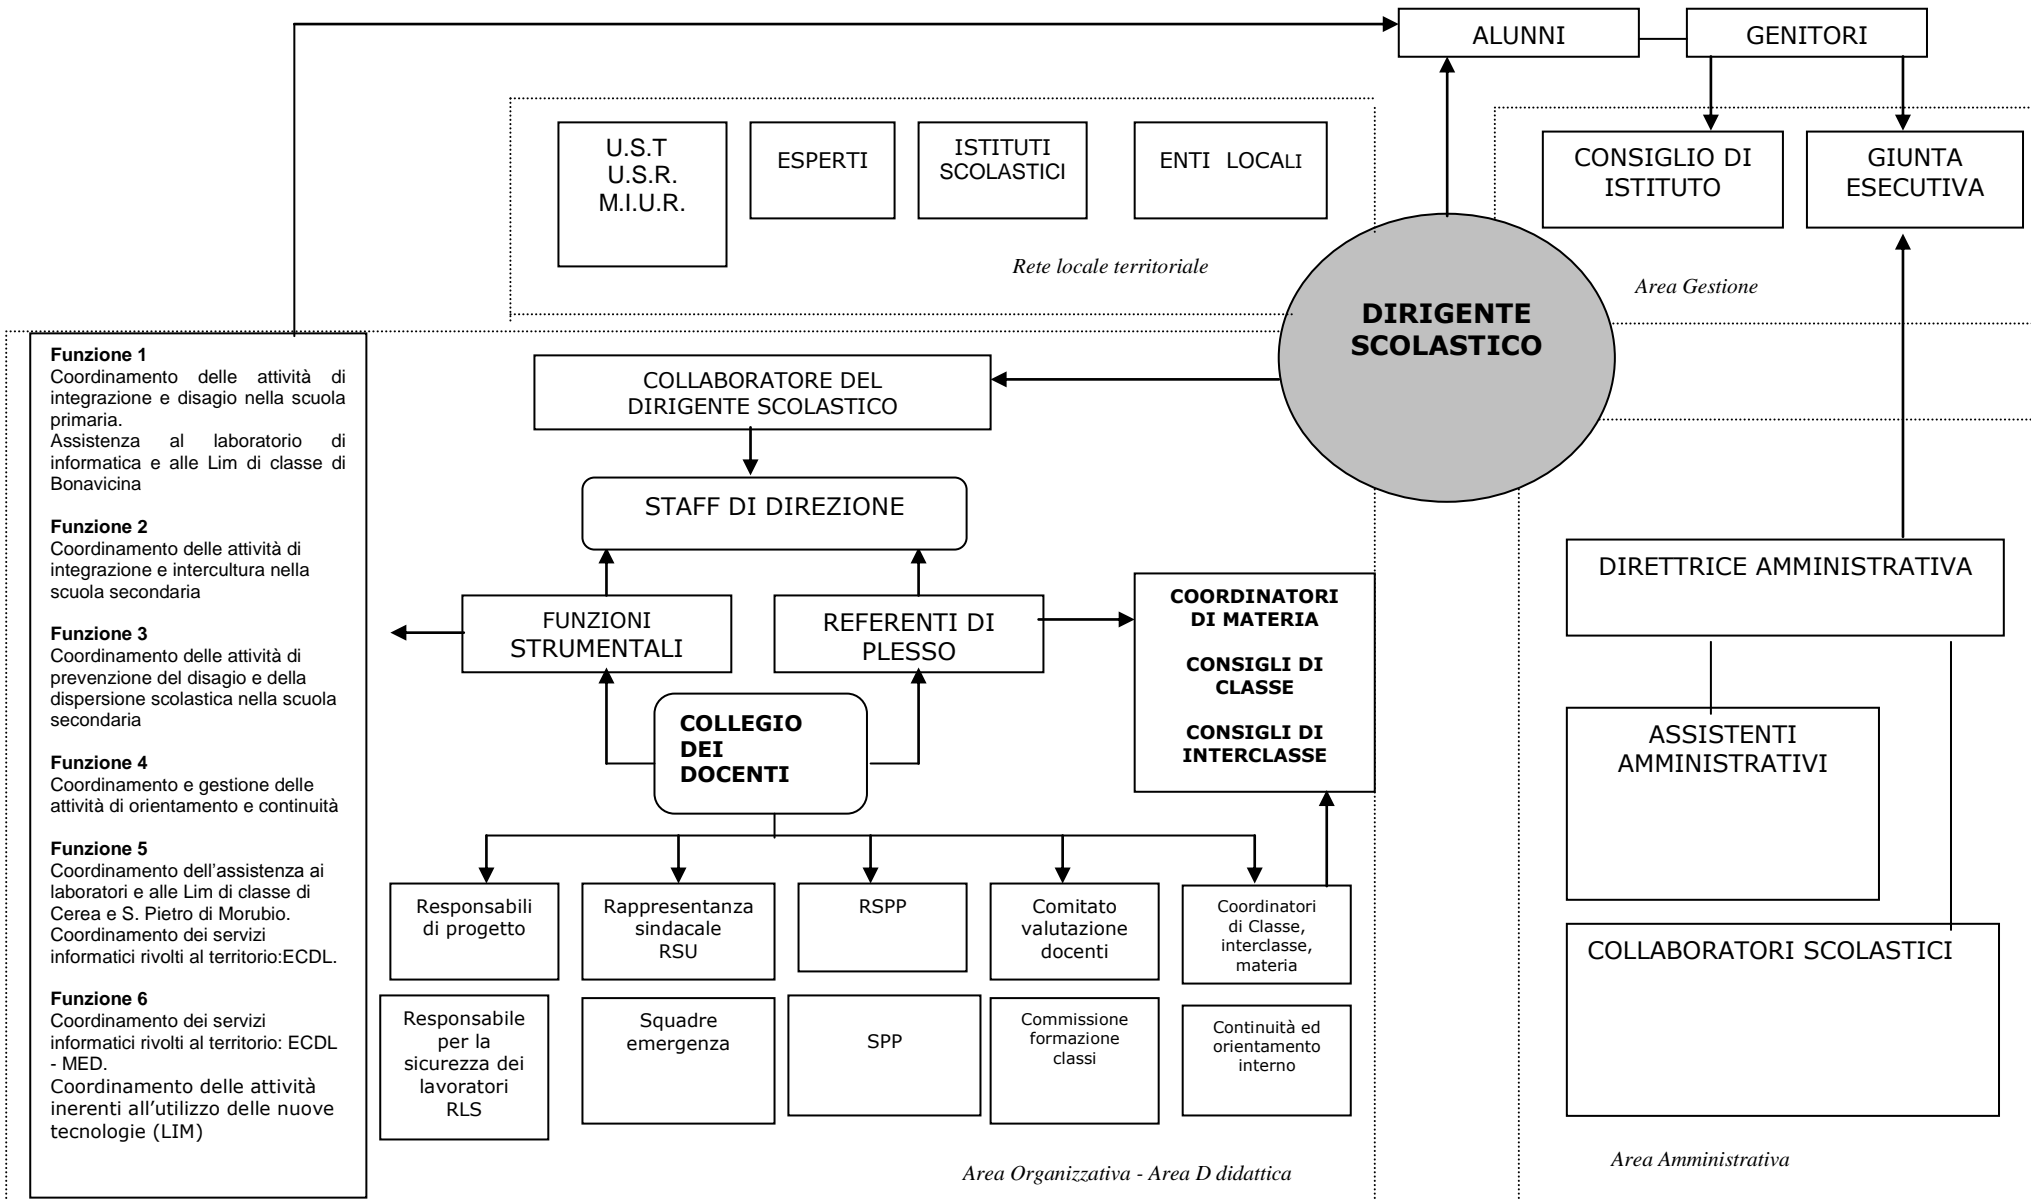 ALUNNI
GENITORI
U.S.T
U.S.R.
M.I.U.R.
ESPERTI
ISTITUTI
SCOLASTICI
ENTI LOCALI
Rete locale territoriale
CONSIGLIO DI
ISTITUTO
GIUNTA
ESECUTIVA
Area Gestione
DIRIGENTE
SCOLASTICO
Funzione 1
Coordinamento delle attività di
integrazione e disagio nella scuola
primaria.
Assistenza al laboratorio di
informatica e alle Lim di classe di
Bonavicina
Funzione 2
Coordinamento delle attività di
integrazione e intercultura nella
scuola secondaria
Funzione 3
Coordinamento delle attività di
prevenzione del disagio e della
dispersione scolastica nella scuola
secondaria
Funzione 4
Coordinamento e gestione delle
attività di orientamento e continuità
Funzione 5
Coordinamento dell'assistenza ai
laboratori e alle Lim di classe di
Cerea e S. Pietro di Morubio.
Coordinamento dei servizi
informatici rivolti al territorio:ECDL.
Funzione 6
Coordinamento dei servizi
informatici rivolti al territorio: ECDL
- MED.
Coordinamento delle attività
inerenti all'utilizzo delle nuove
tecnologie (LIM)
COLLABORATORE DEL
DIRIGENTE SCOLASTICO
STAFF DI DIREZIONE
FUNZIONI
STRUMENTALI
REFERENTI DI
PLESSO
COORDINATORI
DI MATERIA
CONSIGLI DI
CLASSE
CONSIGLI DI
INTERCLASSE
COLLEGIO
DEI
DOCENTI
Responsabili
di progetto
Rappresentanza
sindacale
RSU
RSPP
Comitato
valutazione
docenti
Coordinatori
di Classe,
interclasse,
materia
Responsabile
per la
sicurezza dei
lavoratori
RLS
Squadre
emergenza
SPP
Commissione
formazione
classi
Continuità ed
orientamento
interno
Area Organizzativa - Area D didattica
DIRETTRICE AMMINISTRATIVA
ASSISTENTI
AMMINISTRATIVI
COLLABORATORI SCOLASTICI
Area Amministrativa